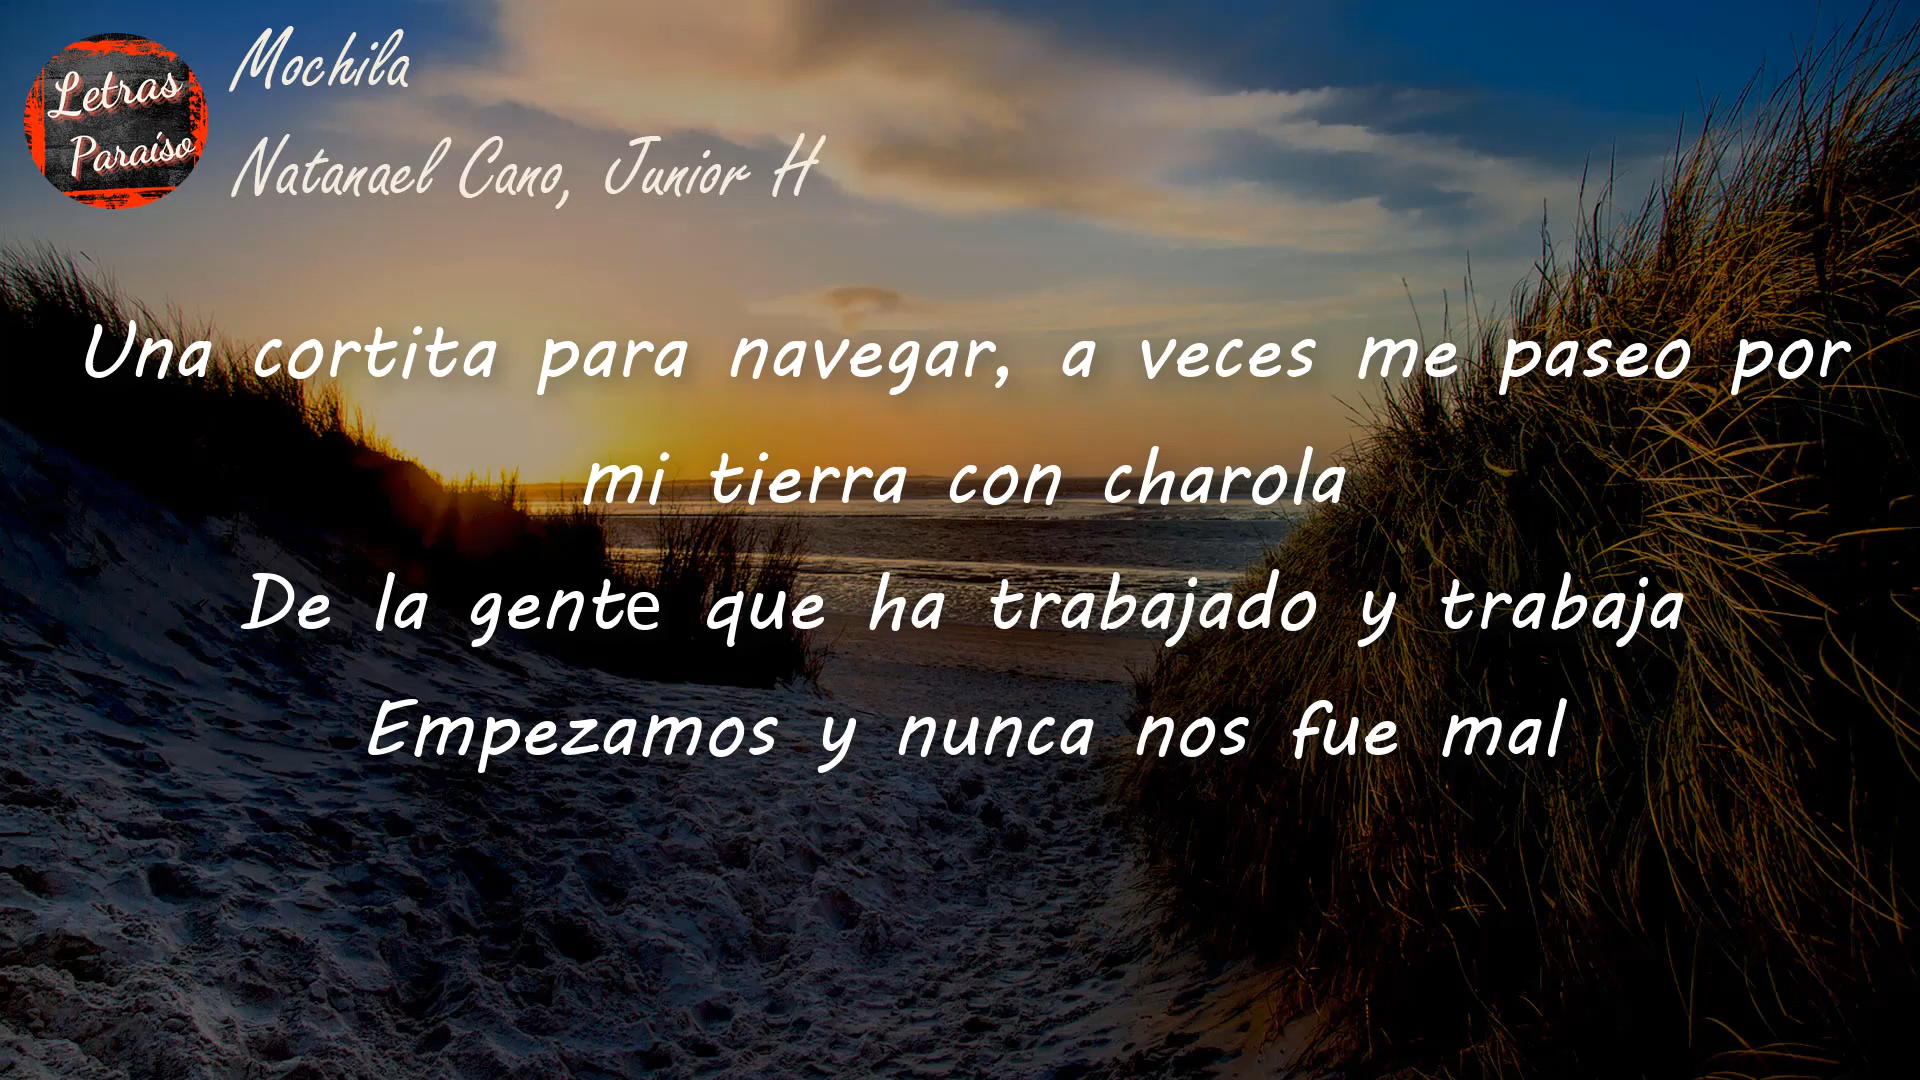 Letras
Paraíso
Mochila
Natanael Cano, Junior H
Una cortita para navegar, a veces me paseo por
mi tierra con charola
De la gente que ha trabajado y trabaja
Empezamos y nunca nos fue mal